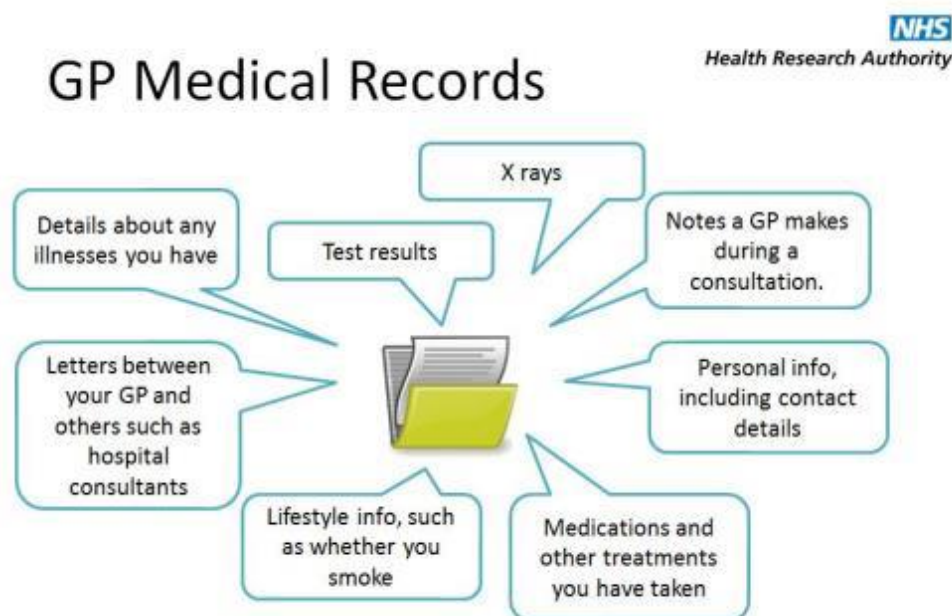 NHS
Health Research Authority
GP Medical Records
X rays
Details about any
illnesses you have
Test results
Notes a GP makes
during a
consultation.
Letters between
your GP and
others such as
hospital
consultants
Personal info,
including contact
details
Lifestyle info, such
as whether you
smoke
Medications and
other treatments
you have taken